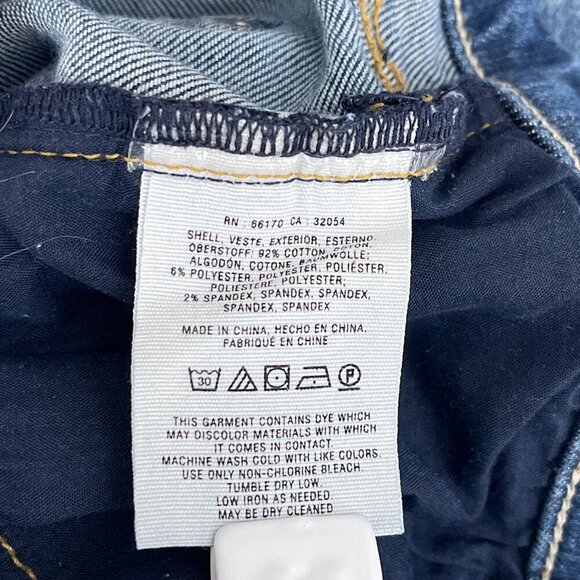 RN : 66170 CA : 32054
SHELL, VESTE, EXTERIOR, ESTERNO,
OBERSTOFF: 92% COTTON, COTON,
ALGODÓN, COTONE, BAUMWOLLE;
6% POLYESTER, POLYESTER, POLIÉSTER,
POLIESTERE, POLYESTER;
2% SPANDEX, SPANDEX, SPANDEX,
SPANDEX, SPANDEX
MADE IN CHINA, HECHO EN CHINA,
FABRIQUÉ EN CHINE
30
P
THIS GARMENT CONTAINS DYE WHICH
MAY DISCOLOR MATERIALS WITH WHICH
IT COMES IN CONTACT.
MACHINE WASH COLD WITH LIKE COLORS.
USE ONLY NON-CHLORINE BLEACH.
TUMBLE DRY LOW.
LOW IRON AS NEEDED.
MAY BE DRY CLEANED